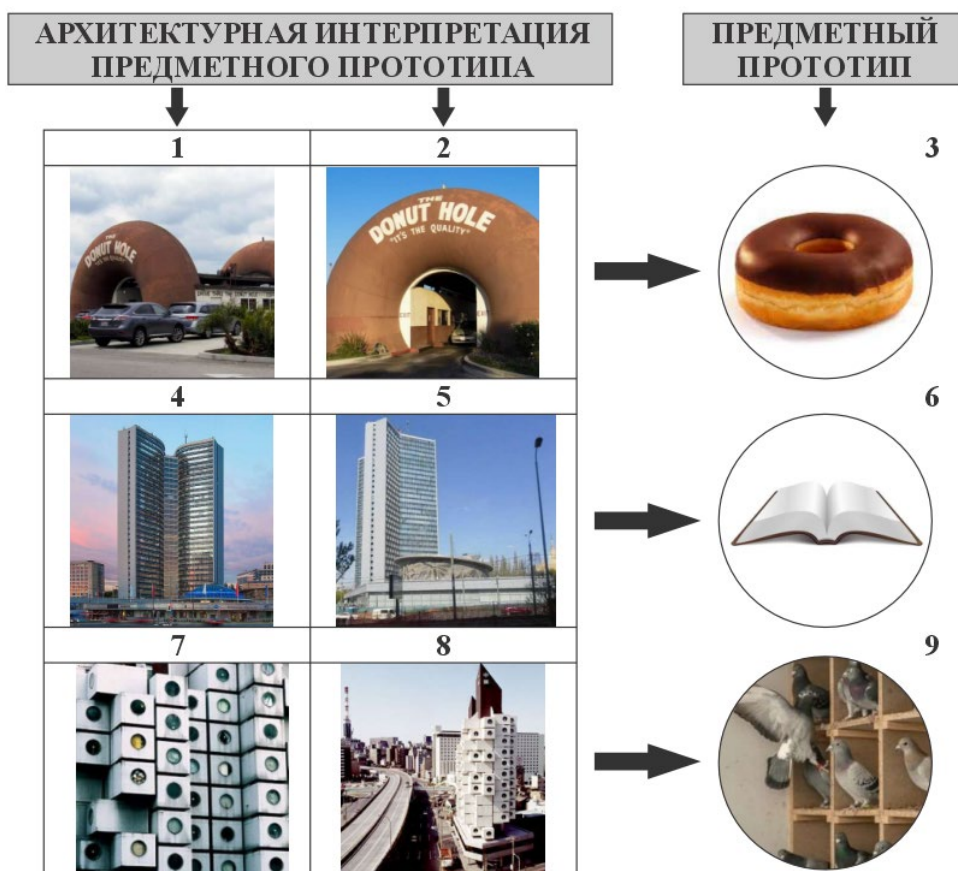 АРХИТЕКТУРНАЯ ИНТЕРПРЕТАЦИЯ
ПРЕДМЕТНОГО ПРОТОТИПА
ПРЕДМЕТНЫЙ
ПРОТОТИП
1
2
3
THE
DONUT HOLE
THE
DONUT HOLE
"IT'S THE QUALITY"
4
5
6
7
8
9